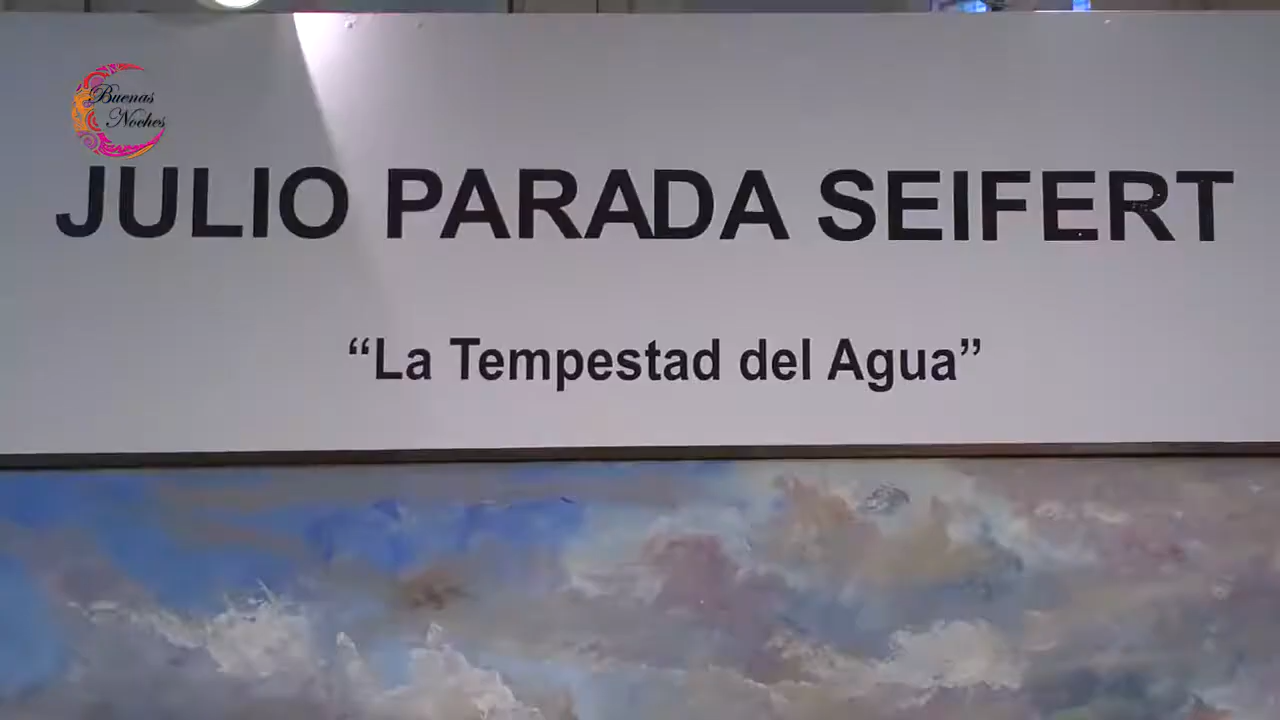 Buenas
Noches
JULIO PARADA SEIFERT
“La Tempestad del Agua”